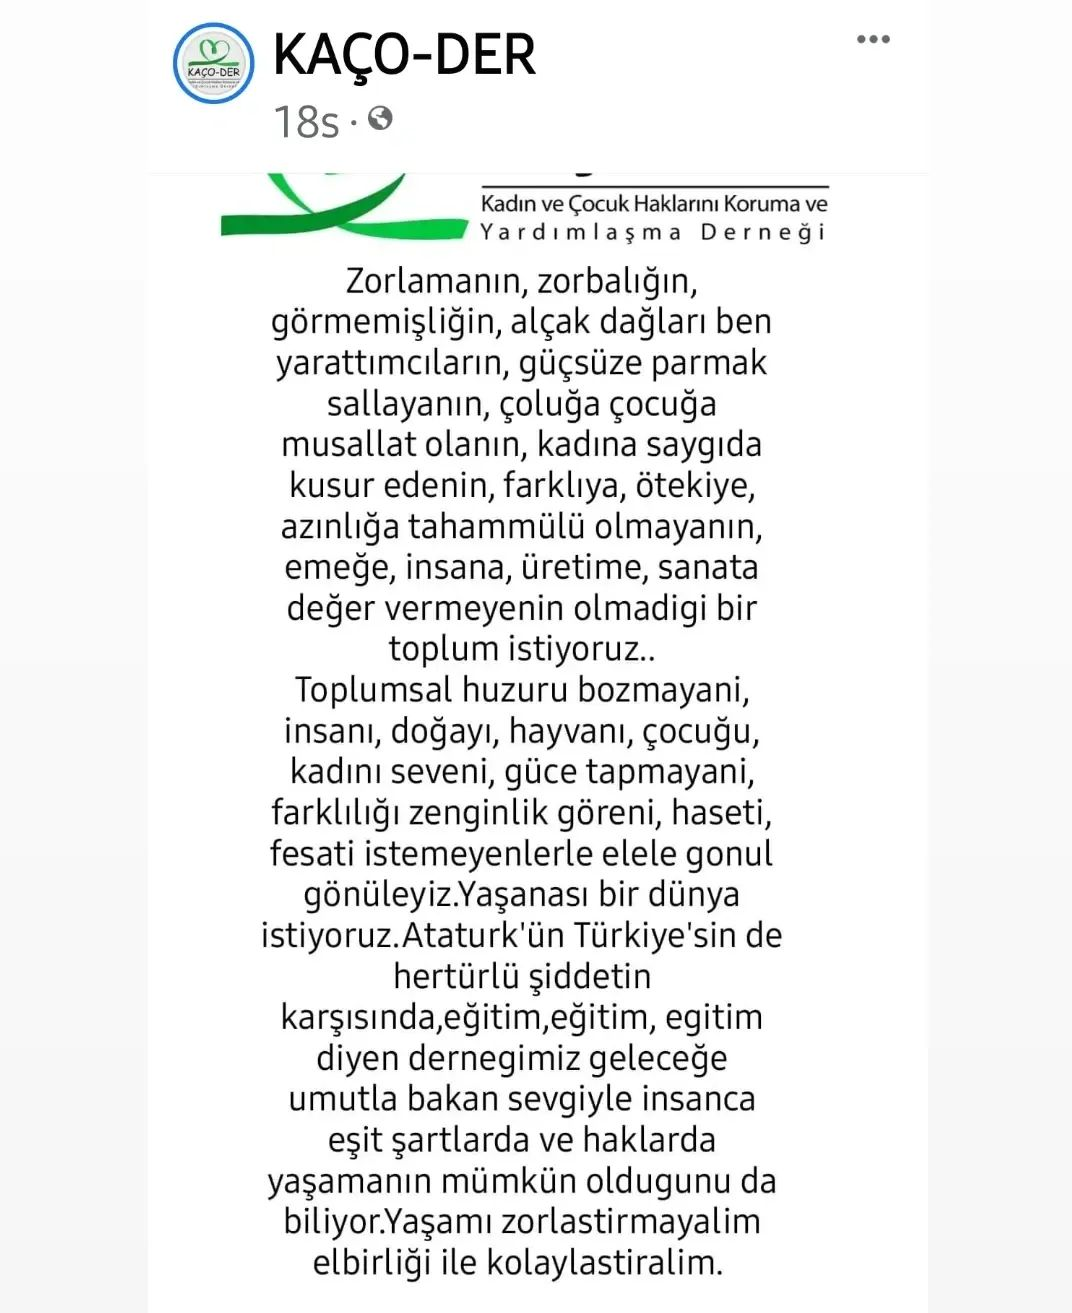 KAÇO-DER
KAÇO-DER
18s ·
Kadın ve Çocuk Haklarını Koruma ve
Yardımlaşma Derneği
Zorlamanın, zorbalığın,
görmemişliğin, alçak dağları ben
yarattımcıların, güçsüze parmak
sallayanın, çoluğa çocuğa
musallat olanın, kadına saygıda
kusur edenin, farklıya, ötekiye,
azınlığa tahammülü olmayanın,
emeğe, insana, üretime, sanata
değer vermeyenin olmadigi bir
toplum istiyoruz..
Toplumsal huzuru bozmayani,
insanı, doğayı, hayvanı, çocuğu,
kadını seveni, güce tapmayani,
farklılığı zenginlik göreni, haseti,
fesati istemeyenlerle elele gonul
gönüleyiz.Yaşanası bir dünya
istiyoruz.Ataturk'ün Türkiye'sin de
hertürlü şiddetin
karşısında,eğitim,eğitim, egitim
diyen dernegimiz geleceğe
umutla bakan sevgiyle insanca
eşit şartlarda ve haklarda
yaşamanın mümkün oldugunu da
biliyor.Yaşamı zorlastirmayalim
elbirliği ile kolaylastiralim.